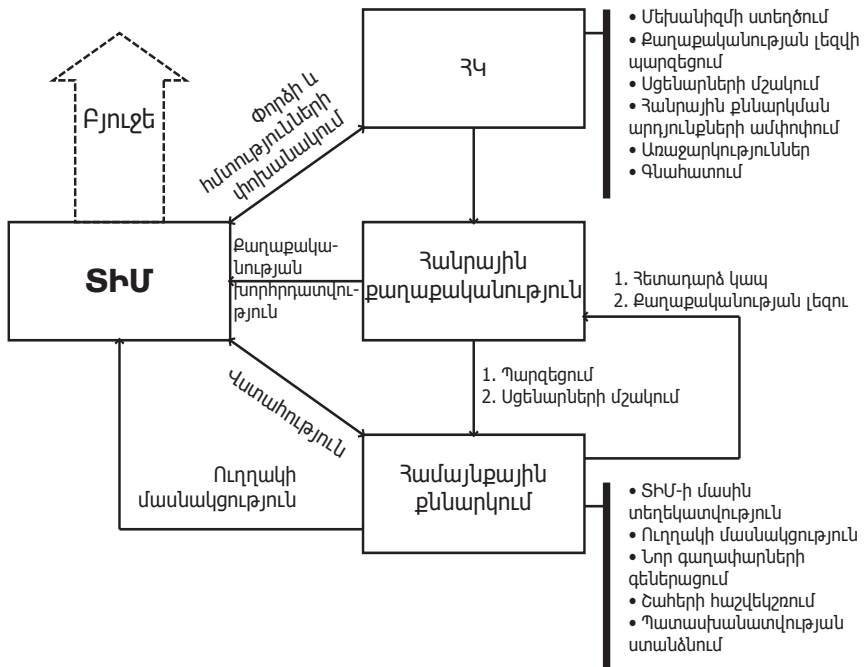 Բյուջե
Փորձի և
հմտությունների
փոխանակում
ՀԿ
• Մեխանիզմի ստեղծում
• Քաղաքականության լեզվի
պարզեցում
• Սցենարների մշակում
• Հանրային քննարկման
արդյունքների ամփոփում
• Առաջարկություններ
• Գնահատում
ՏԻՄ
Քաղաքակա-
նության
խորհրդատվու-
թյուն
Հանրային
քաղաքականություն
1. Հետադարձ կապ
2. Քաղաքականության լեզու
1. Պարզեցում
2. Սցենարների մշակում
Վստահություն
Ուղղակի
մասնակցություն
Համայնքային
քննարկում
• ՏԻՄ-ի մասին
տեղեկատվություն
• Ուղղակի մասնակցություն
• Նոր գաղափարների
գեներացում
• Շահերի հաշվեկշռում
• Պատասխանատվության
ստանձնում